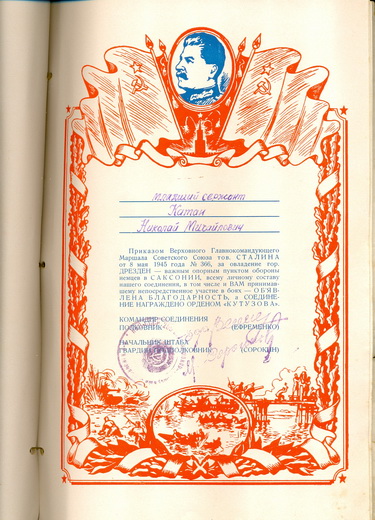 младший сержант
Китан
Николай Михайлович
Приказом Верховного Главнокомандующего
Маршала Советского Союза тов. СТАЛИНА
от 8 мая 1945 года № 366, за овладение гор.
ДРЕЗДЕН — важным опорным пунктом обороны
немцев в САКСОНИИ, всему личному составу
нашего соединения, в том числе и ВАМ принимав-
шему непосредственное участие в боях — ОБЪЯ-
ВЛЕНА БЛАГОДАРНОСТЬ, а СОЕДИНЕ-
НИЕ НАГРАЖДЕНО ОРДЕНОМ «КУТУЗОВА».
КОМАНДИР СОЕДИНЕНИЯ
ПОЛКОВНИК (ЕФРЕМЕНКО)
НАЧАЛЬНИК ШТАБА
ГВАРДИИ ПОДПОЛКОВНИК (СОРОКИН)